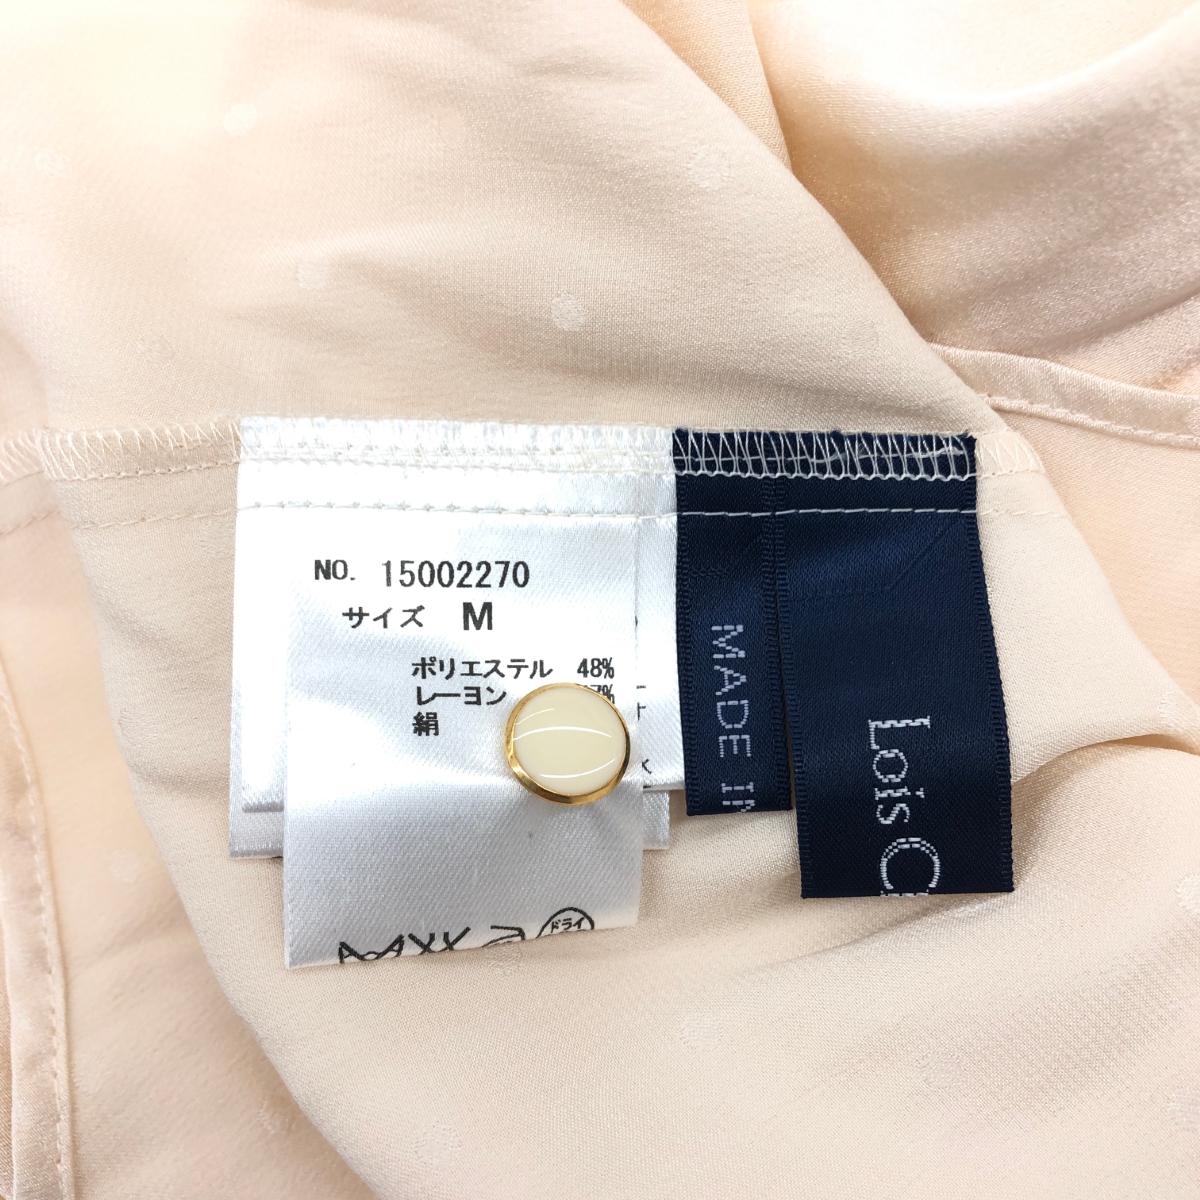 NO. 15002270
サイズ M
ポリエステル 48%
レーヨン
絹
ドライ
MADE
Lois